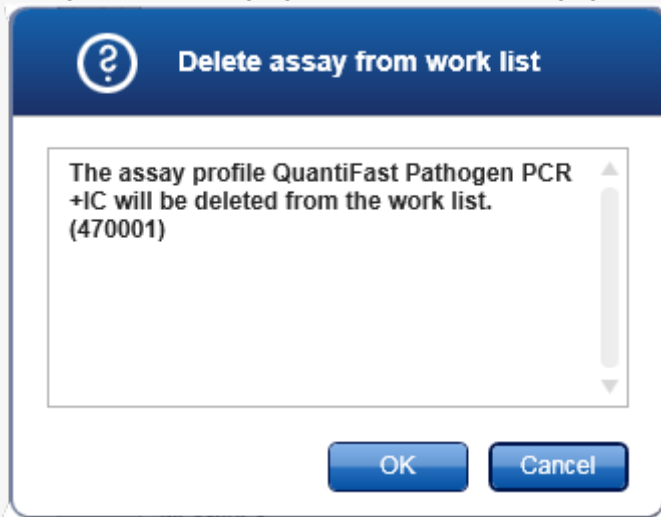 Delete assay from work list
The assay profile QuantiFast Pathogen PCR
+IC will be deleted from the work list.
(470001)
OK
Cancel